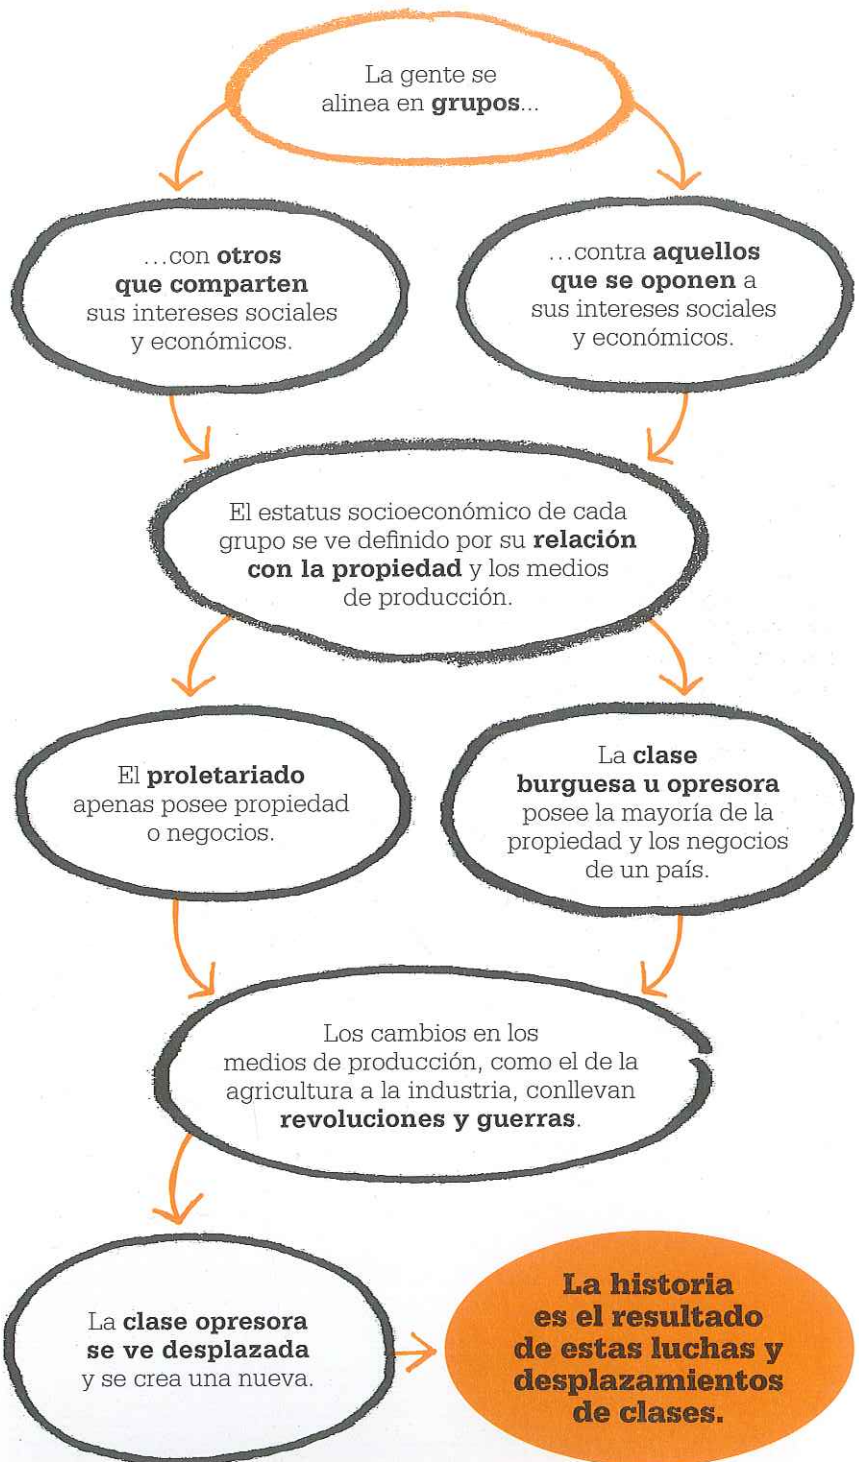 La gente se
alinea en grupos...
...con otros
que comparten
sus intereses sociales
y económicos.
...contra aquellos
que se oponen a
sus intereses sociales
y económicos.
El estatus socioeconómico de cada
grupo se ve definido por su relación
con la propiedad y los medios
de producción.
El proletariado
apenas posee propiedad
o negocios.
La clase
burguesa u opresora
posee la mayoría de la
propiedad y los negocios
de un país.
Los cambios en los
medios de producción, como el de la
agricultura a la industria, conllevan
revoluciones y guerras.
La clase opresora
se ve desplazada
y se crea una nueva.
La historia
es el resultado
de estas luchas y
desplazamientos
de clases.